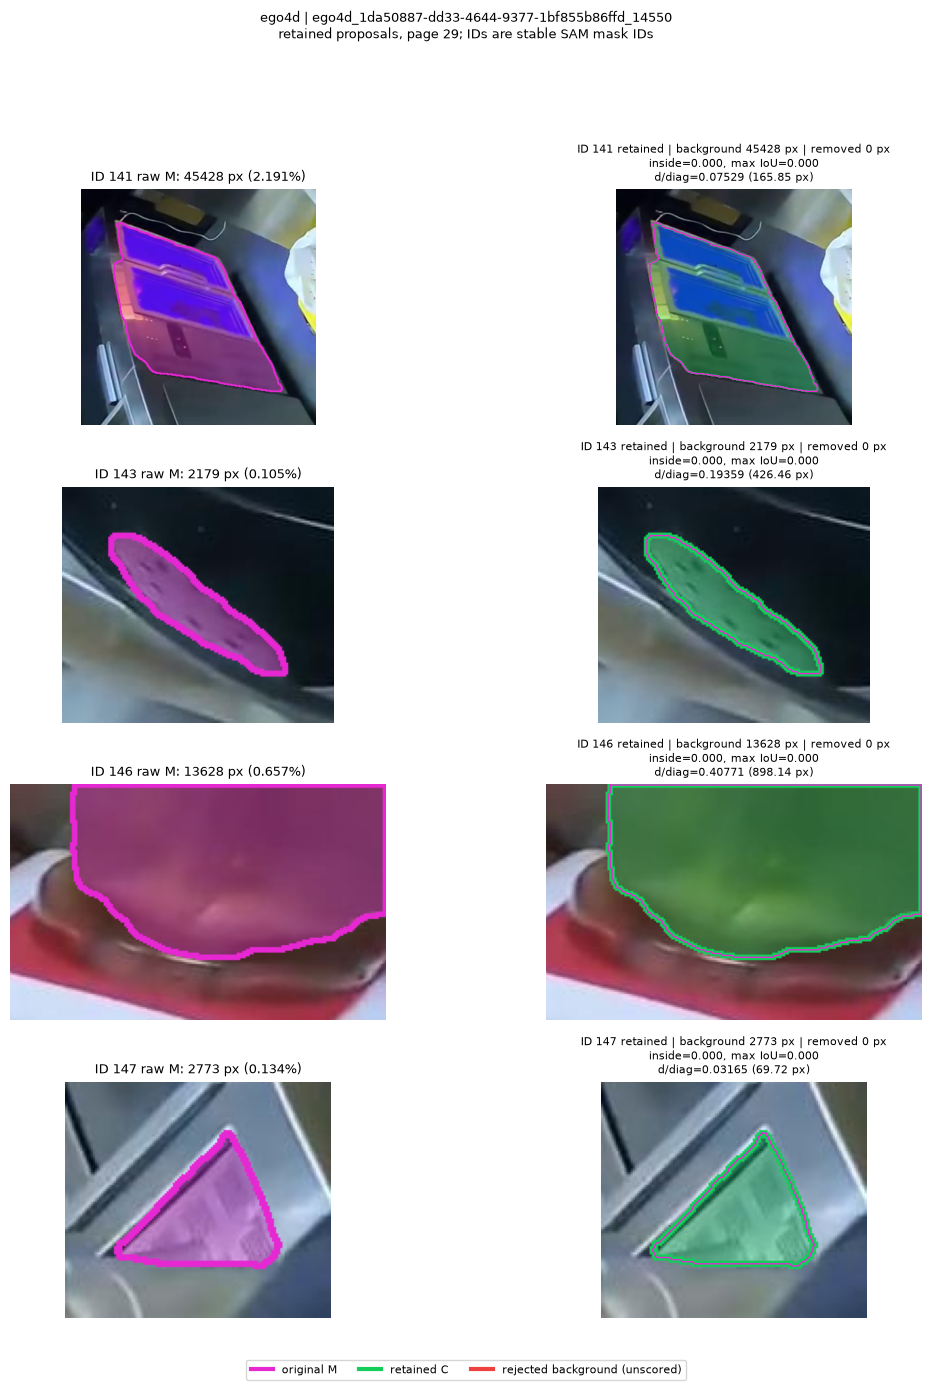 ego4d | ego4d_1da50887-dd33-4644-9377-1bf855b86ffd_14550
retained proposals, page 29; IDs are stable SAM mask IDs
ID 141 raw M: 45428 px (2.191%)
ID 141 retained | background 45428 px | removed 0 px
inside=0.000, max IoU=0.000
d/diag=0.07529 (165.85 px)
ID 143 raw M: 2179 px (0.105%)
ID 143 retained | background 2179 px | removed 0 px
inside=0.000, max IoU=0.000
d/diag=0.19359 (426.46 px)
ID 146 raw M: 13628 px (0.657%)
ID 146 retained | background 13628 px | removed 0 px
inside=0.000, max IoU=0.000
d/diag=0.40771 (898.14 px)
ID 147 raw M: 2773 px (0.134%)
ID 147 retained | background 2773 px | removed 0 px
inside=0.000, max IoU=0.000
d/diag=0.03165 (69.72 px)
original M
retained C
rejected background (unscored)